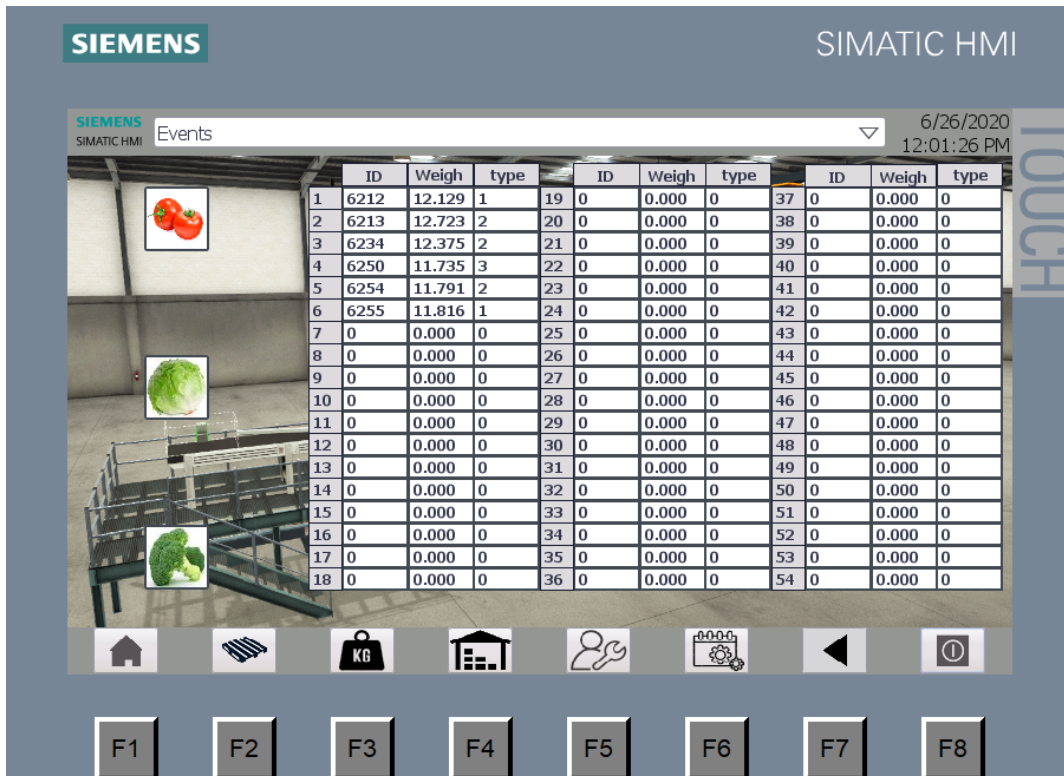 SIEMENS
SIMATIC HMI
TOUCH
SIEMENS
SIMATIC HMI
Events
6/26/2020
12:01:26 PM
ID Weigh type ID Weigh type ID Weigh type
1 6212 12.129 1 19 0 0.000 0 37 0 0.000 0
2 6213 12.723 2 20 0 0.000 0 38 0 0.000 0
3 6234 12.375 2 21 0 0.000 0 39 0 0.000 0
4 6250 11.735 3 22 0 0.000 0 40 0 0.000 0
5 6254 11.791 2 23 0 0.000 0 41 0 0.000 0
6 6255 11.816 1 24 0 0.000 0 42 0 0.000 0
7 0 0.000 0 25 0 0.000 0 43 0 0.000 0
8 0 0.000 0 26 0 0.000 0 44 0 0.000 0
9 0 0.000 0 27 0 0.000 0 45 0 0.000 0
10 0 0.000 0 28 0 0.000 0 46 0 0.000 0
11 0 0.000 0 29 0 0.000 0 47 0 0.000 0
12 0 0.000 0 30 0 0.000 0 48 0 0.000 0
13 0 0.000 0 31 0 0.000 0 49 0 0.000 0
14 0 0.000 0 32 0 0.000 0 50 0 0.000 0
15 0 0.000 0 33 0 0.000 0 51 0 0.000 0
16 0 0.000 0 34 0 0.000 0 52 0 0.000 0
17 0 0.000 0 35 0 0.000 0 53 0 0.000 0
18 0 0.000 0 36 0 0.000 0 54 0 0.000 0
KG
F1 F2 F3 F4 F5 F6 F7 F8